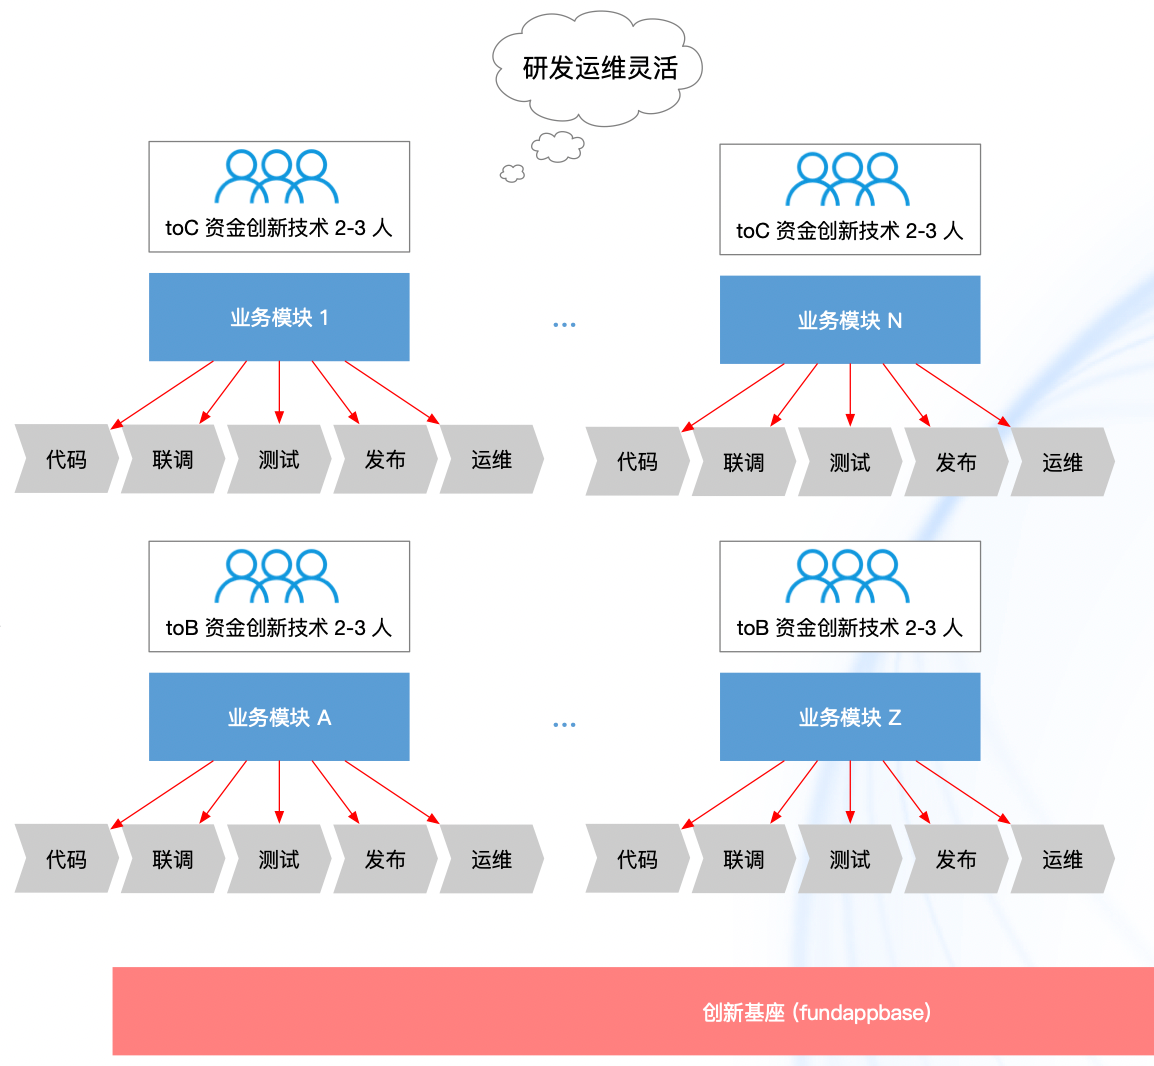 研发运维灵活
toC 资金创新技术 2-3 人
toC 资金创新技术 2-3 人
业务模块 1
...
业务模块 N
代码
联调
测试
发布
运维
代码
联调
测试
发布
运维
toB 资金创新技术 2-3 人
toB 资金创新技术 2-3 人
业务模块 A
...
业务模块 Z
代码
联调
测试
发布
运维
代码
联调
测试
发布
运维
创新基座 (fundappbase)